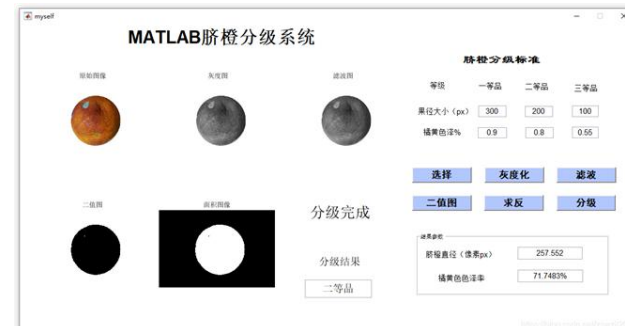 myself
MATLAB脐橙分级系统
原始图像
灰度图
滤波图
二值图
面积图像
分级完成
分级结果
二等品
脐橙分级标准
等级 一等品 二等品 三等品
果径大小（px） 300 200 100
橘黄色泽% 0.9 0.8 0.55
选择 灰度化 滤波
二值图 求反 分级
脐橙直径（像素px） 257.552
橘黄色色泽率 71.7483%